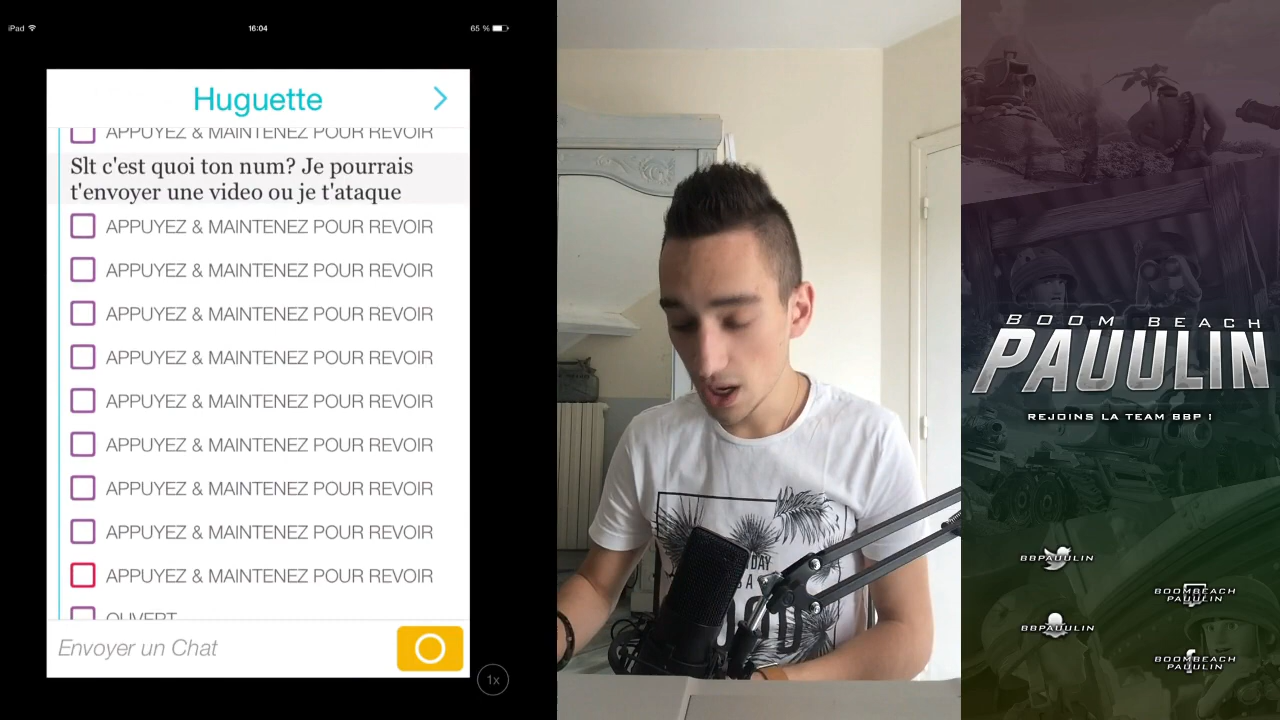 iPad
16:04
65 %
Huguette
APPUYEZ & MAINTENEZ POUR REVOIR
Slt c'est quoi ton num? Je pourrais
t'envoyer une video ou je t'ataque
APPUYEZ & MAINTENEZ POUR REVOIR
APPUYEZ & MAINTENEZ POUR REVOIR
APPUYEZ & MAINTENEZ POUR REVOIR
APPUYEZ & MAINTENEZ POUR REVOIR
APPUYEZ & MAINTENEZ POUR REVOIR
APPUYEZ & MAINTENEZ POUR REVOIR
APPUYEZ & MAINTENEZ POUR REVOIR
APPUYEZ & MAINTENEZ POUR REVOIR
APPUYEZ & MAINTENEZ POUR REVOIR
OUVERT
Envoyer un Chat
1x
BOOM BEACH
PAUULIN
REJOINS LA TEAM BBP !
BBPAUULIN
BOOMBEACH
PAUULIN
BBPAUULIN
BOOMBEACH
PAUULIN